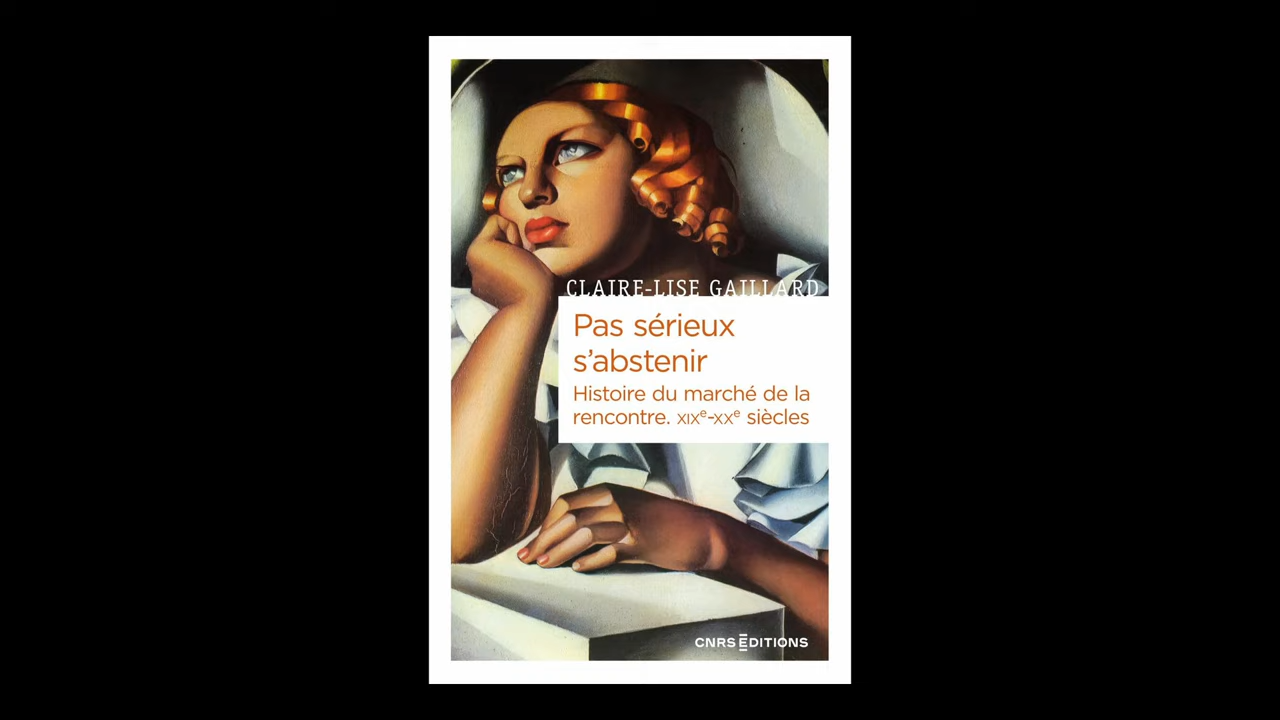 CLAIRE-LISE GAILLARD
Pas sérieux
s'abstenir
Histoire du marché de la
rencontre. XIXe-XXe siècles
CNRS ÉDITIONS